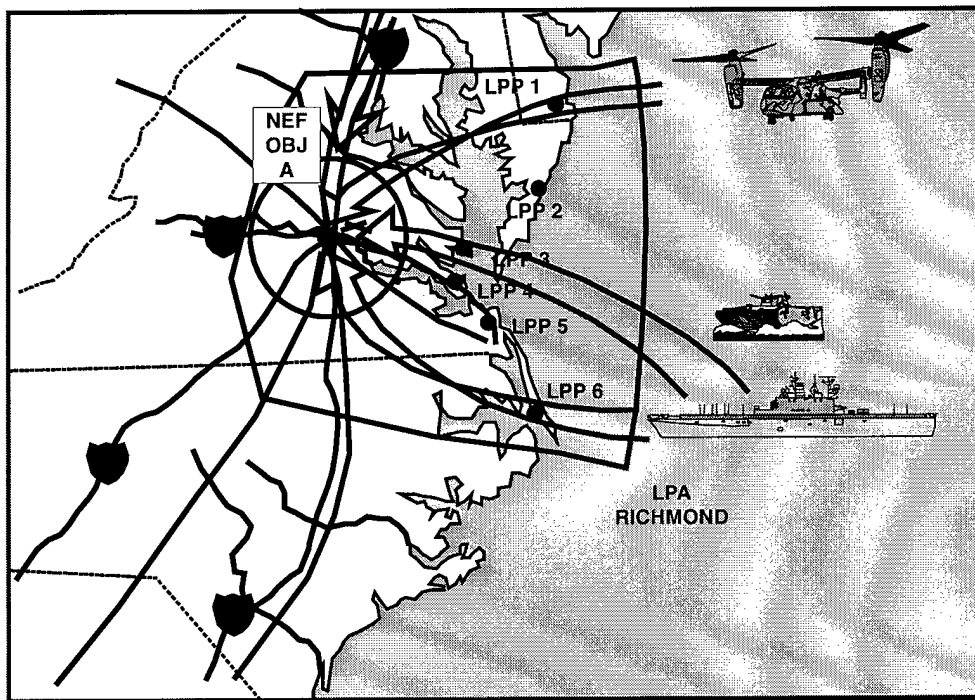 LPP 1
NEF
OBJ
A
LPP 2
LPP 3
LPP 4
LPP 5
LPP 6
LPA
RICHMOND